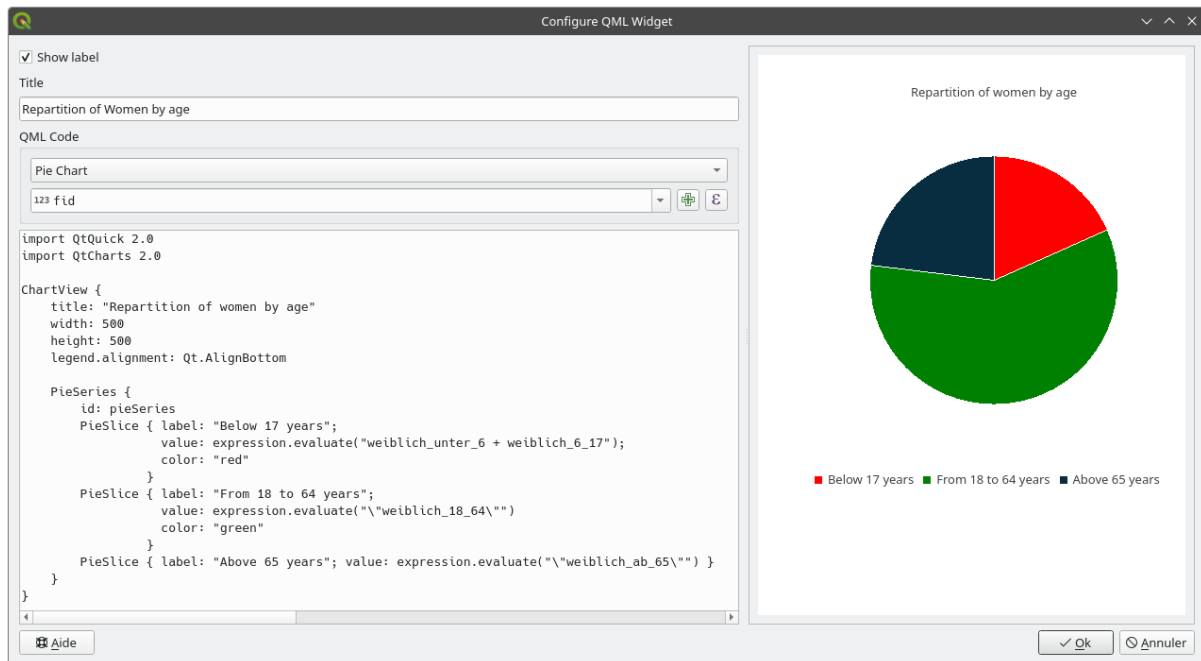 Configure QML Widget
Show label
Title
Repartition of Women by age
QML Code
Pie Chart
123 fid
ε
import QtQuick 2.0
import QtCharts 2.0
ChartView {
    title: "Repartition of women by age"
    width: 500
    height: 500
    legend.alignment: Qt.AlignBottom
    PieSeries {
        id: pieSeries
        PieSlice { label: "Below 17 years";
                   value: expression.evaluate("weiblich_unter_6 + weiblich_6_17");
                   color: "red"
                 }
        PieSlice { label: "From 18 to 64 years";
                   value: expression.evaluate("\"weiblich_18_64\"")
                   color: "green"
                 }
        PieSlice { label: "Above 65 years"; value: expression.evaluate("\"weiblich_ab_65\"") }
    }
}
Repartition of women by age
Below 17 years From 18 to 64 years Above 65 years
Aide
Ok Annuler